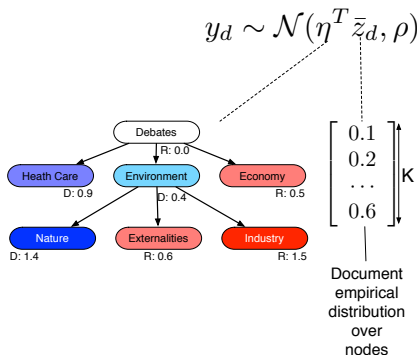 y_d ∼ 𝒩(η^T z̄_d, ρ)
Debates
R: 0.0
Heath Care
Environment
Economy
D: 0.9
D: 0.4
R: 0.5
Nature
Externalities
Industry
D: 1.4
R: 0.6
R: 1.5
0.1
0.2
...
0.6
K
Document
empirical
distribution
over
nodes